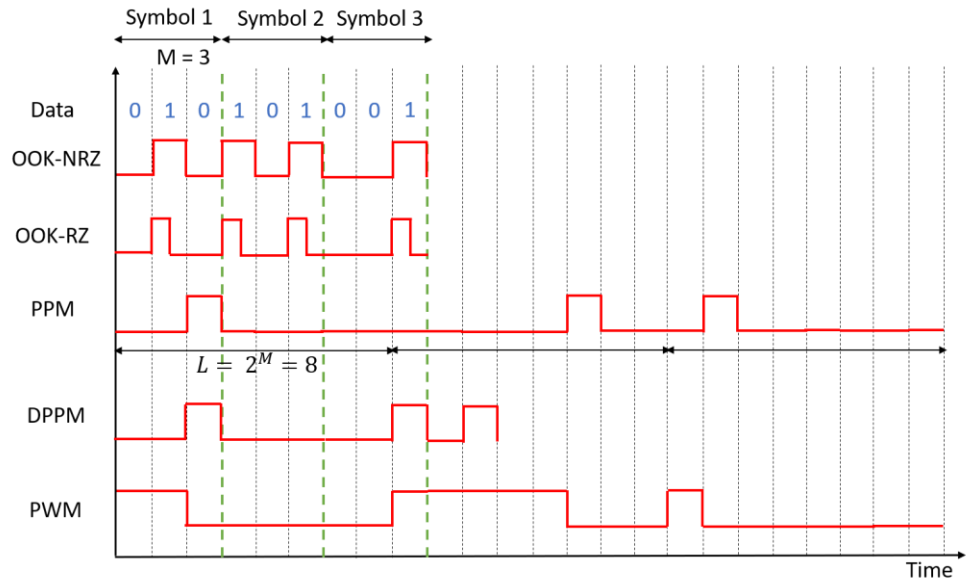 Symbol 1 Symbol 2 Symbol 3
M = 3
Data 0 1 0 1 0 1 0 0 1
OOK-NRZ
OOK-RZ
PPM
L = 2^M = 8
DPPM
PWM
Time